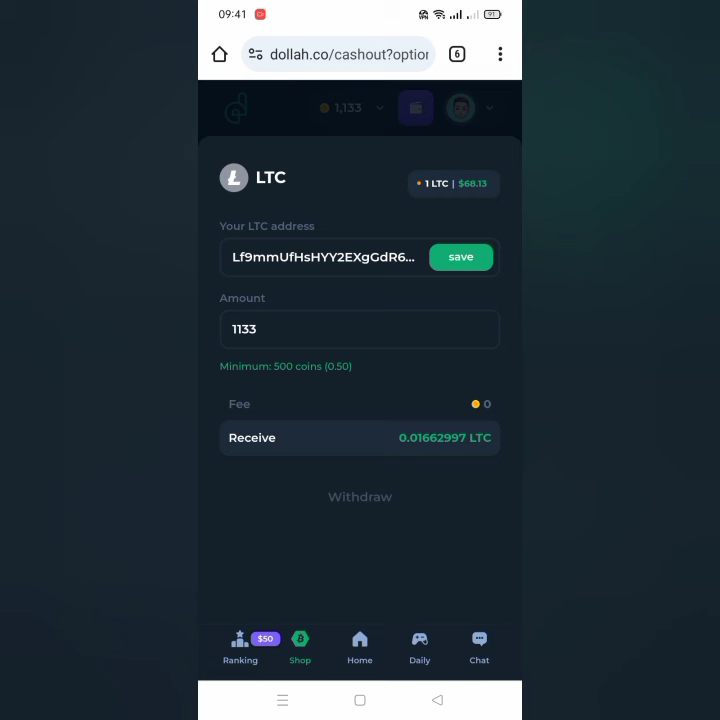 09:41
91
dollah.co/cashout?option
6
1,133
LTC
1 LTC | $68.13
Your LTC address
Lf9mmUfHsHYY2EXgGdR6...
save
Amount
1133
Minimum: 500 coins (0.50)
Fee
0
Receive
0.01662997 LTC
Withdraw
$50
Ranking
Shop
Home
Daily
Chat